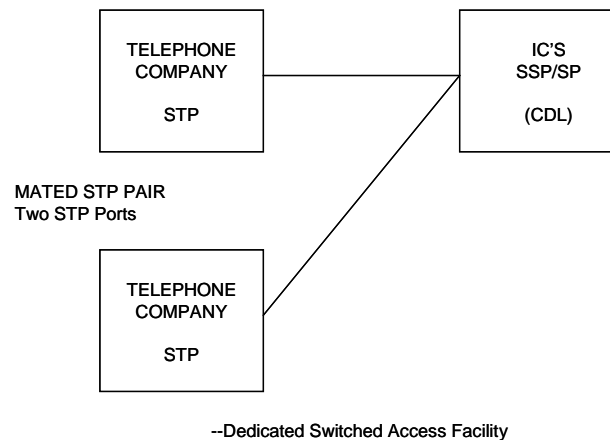 TELEPHONE
COMPANY
STP
IC'S
SSP/SP
(CDL)
MATED STP PAIR
Two STP Ports
TELEPHONE
COMPANY
STP
--Dedicated Switched Access Facility